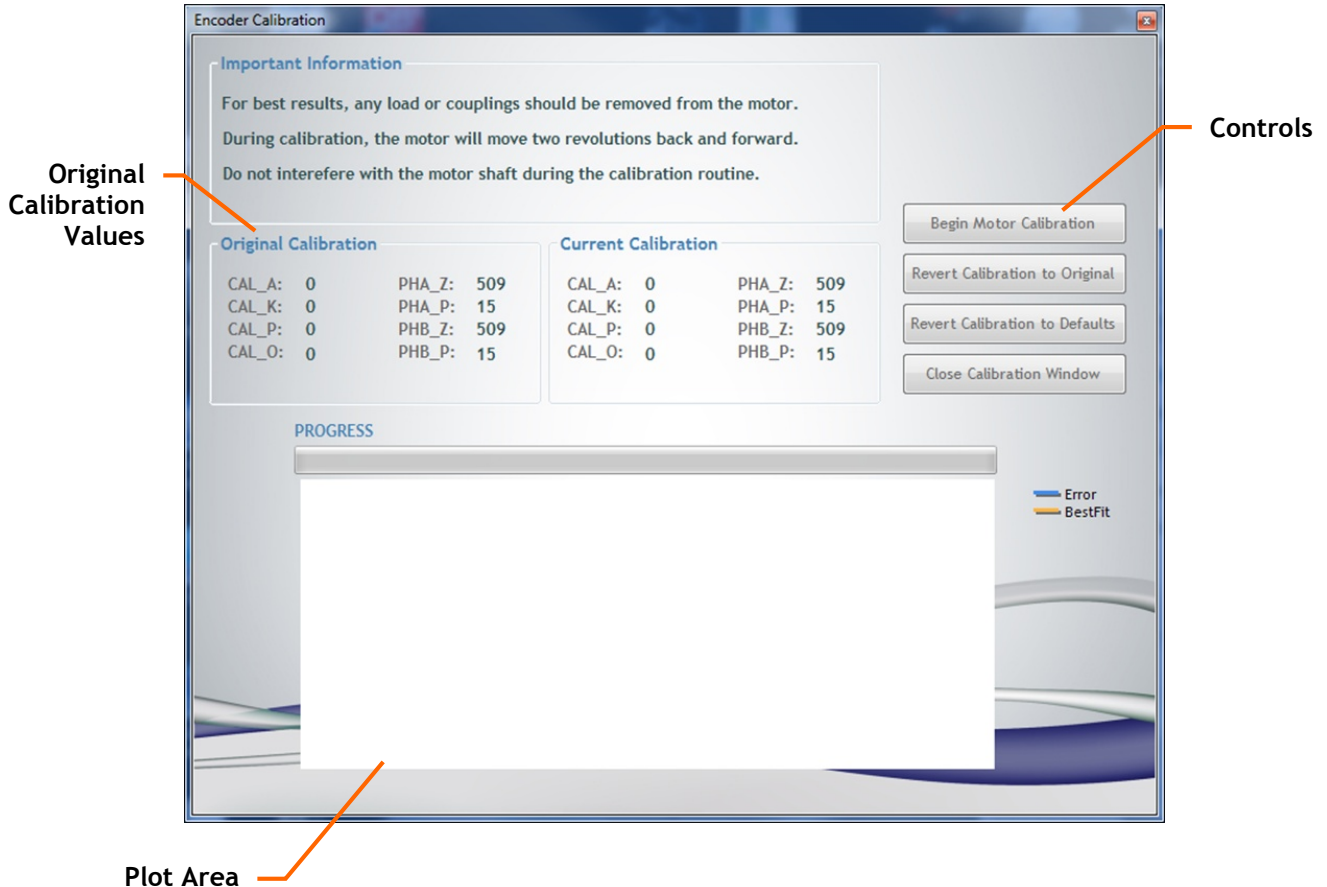 Encoder Calibration
Important Information
For best results, any load or couplings should be removed from the motor.
During calibration, the motor will move two revolutions back and forward.
Do not interefere with the motor shaft during the calibration routine.
Controls
Original
Calibration
Values
Original Calibration
CAL_A: 0 PHA_Z: 509
CAL_K: 0 PHA_P: 15
CAL_P: 0 PHB_Z: 509
CAL_O: 0 PHB_P: 15
Current Calibration
CAL_A: 0 PHA_Z: 509
CAL_K: 0 PHA_P: 15
CAL_P: 0 PHB_Z: 509
CAL_O: 0 PHB_P: 15
Begin Motor Calibration
Revert Calibration to Original
Revert Calibration to Defaults
Close Calibration Window
PROGRESS
Error
BestFit
Plot Area